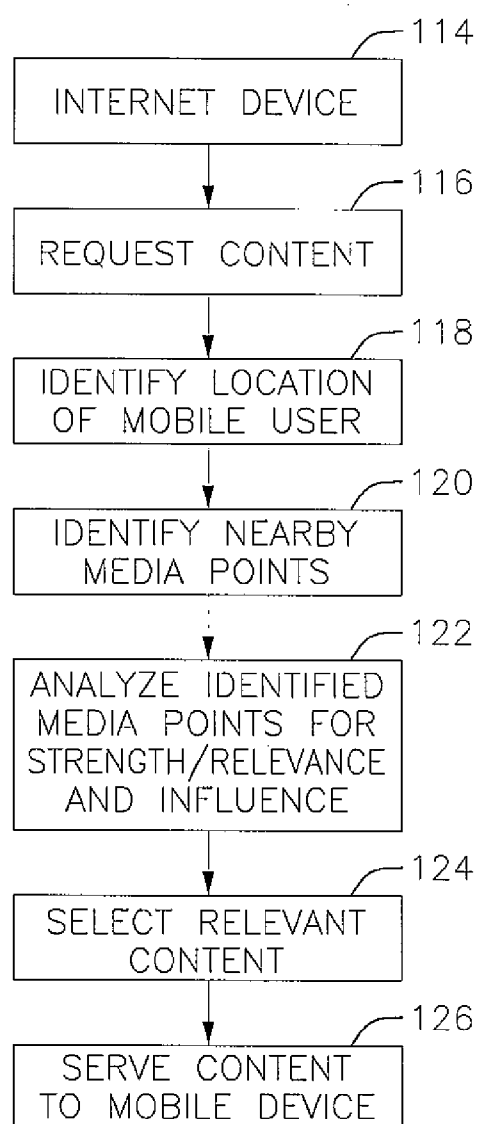 114
INTERNET DEVICE
116
REQUEST CONTENT
118
IDENTIFY LOCATION
OF MOBILE USER
120
IDENTIFY NEARBY
MEDIA POINTS
122
ANALYZE IDENTIFIED
MEDIA POINTS FOR
STRENGTH/RELEVANCE
AND INFLUENCE
124
SELECT RELEVANT
CONTENT
126
SERVE CONTENT
TO MOBILE DEVICE